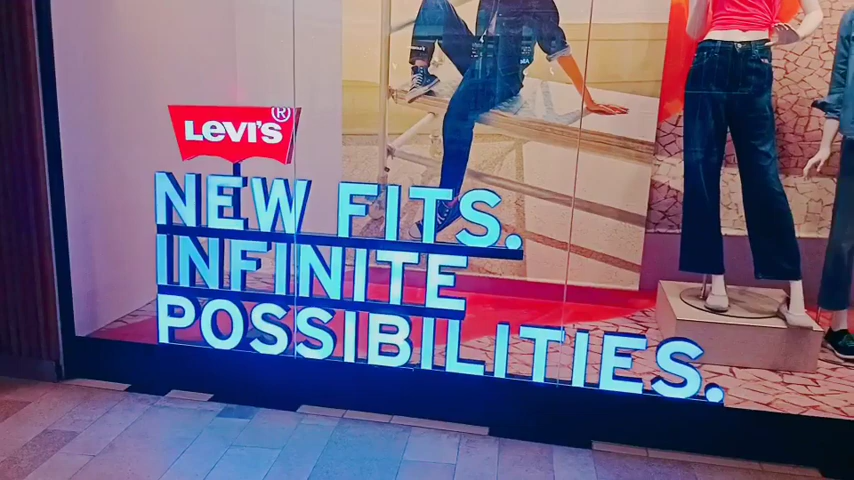 LEVI'S ®
NEW FITS.
INFINITE
POSSIBILITIES.